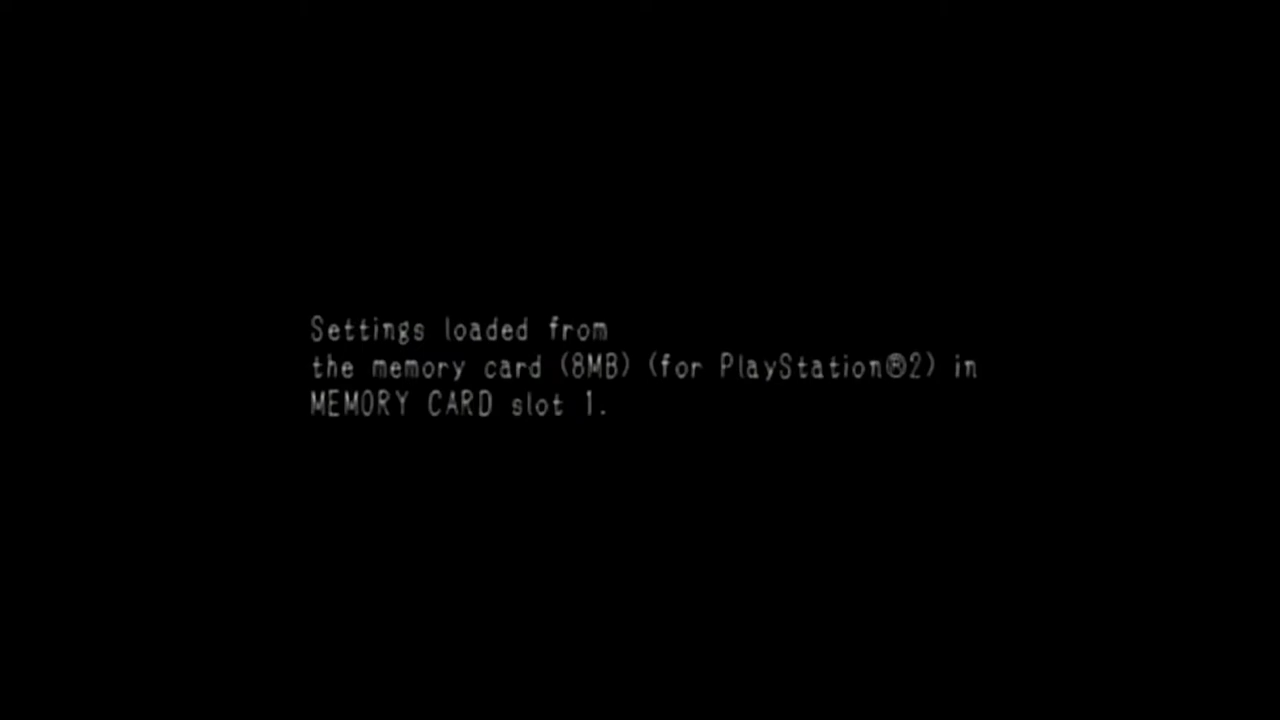 Settings loaded from
the memory card (8MB) (for PlayStation®2) in
MEMORY CARD slot 1.